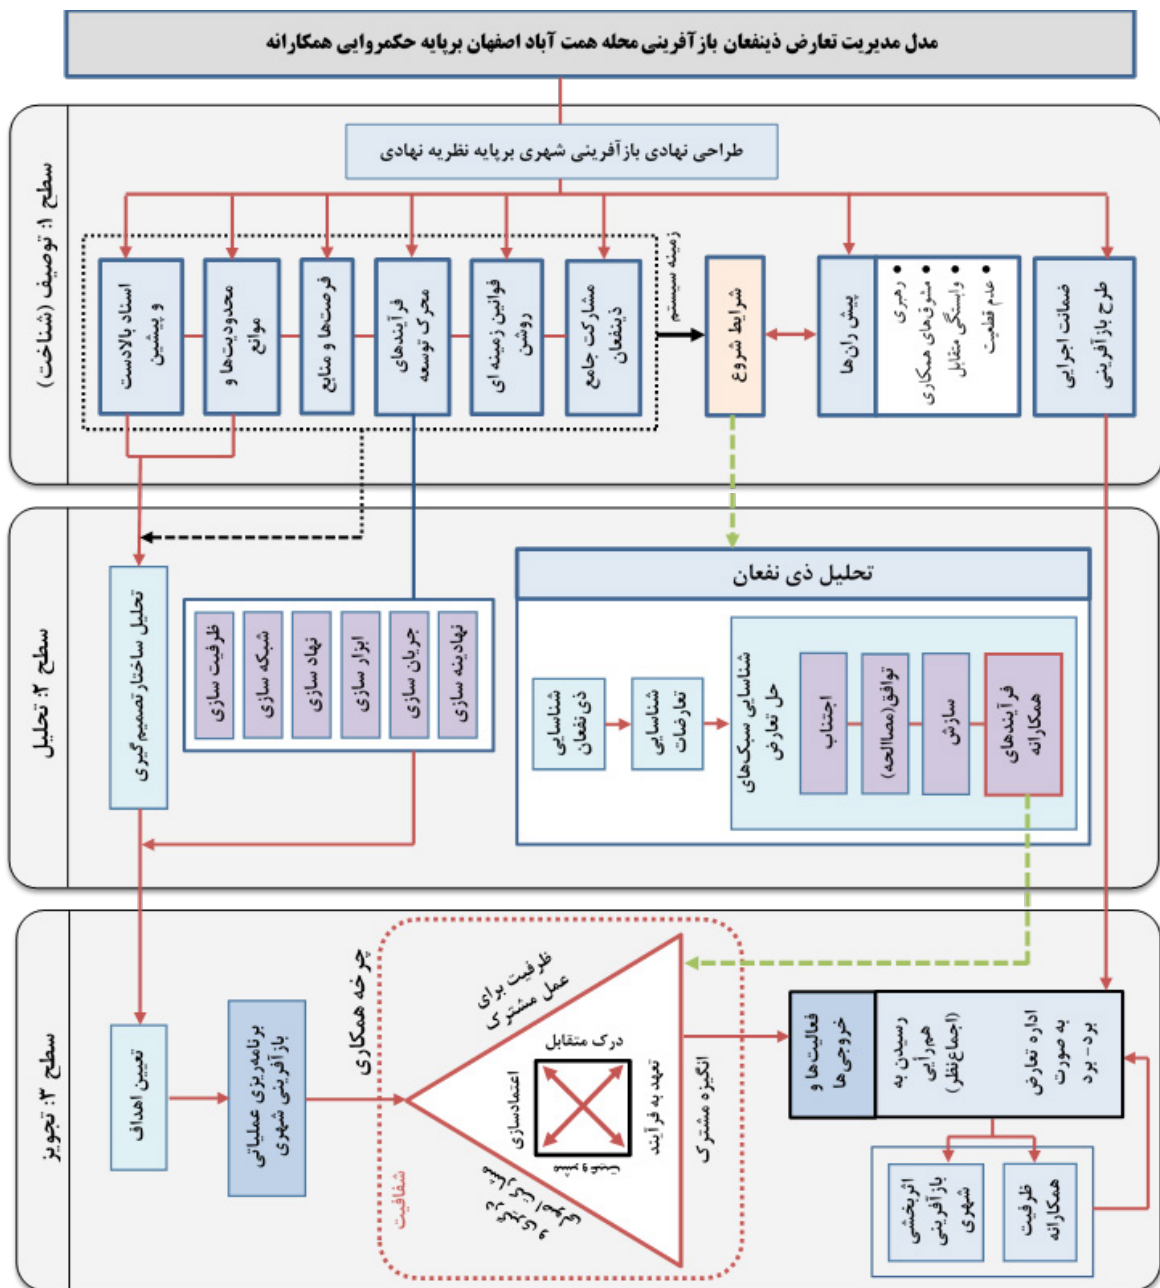 مدل مدیریت تعارض ذینفعان بازآفرینی محله همت آباد اصفهان برپایه حکمروایی همکارانه
سطح ۱: توصیف (شناخت)
طراحی نهادی بازآفرینی شهری برپایه نظریه نهادی
اسناد بالادست
و پیشین
محدودیت‌ها و
موانع
فرصت‌ها و منابع
فرآیندهای
محرک توسعه
قوانین زمینه ای
روشن
مشارکت جامع
ذینفعان
زمینه سیستم
شرایط شروع
پیش ران‌ها
رهبری
مشوق‌های همکاری
وابستگی متقابل
عدم قطعیت
ضمانت اجرایی
طرح بازآفرینی
سطح ۲: تحلیل
تحلیل ساختار تصمیم گیری
ظرفیت سازی
شبکه سازی
نهاد سازی
ابزار سازی
جریان سازی
نهادینه سازی
تحلیل ذی نفعان
شناسایی
ذی نفعان
شناسایی
تعارضات
شناسایی سبک‌های
حل تعارض
اجتناب
توافق(مصاالحه)
سازش
فرآیندهای
همکارانه
سطح ۳: تجویز
تعیین اهداف
برنامه‌ریزی عملیاتی
بازآفرینی شهری
چرخه همکاری
شفافیت
ظرفیت برای
عمل مشترک
درگیری و
مشارکت اصولی
انگیزه مشترک
درک متقابل
اعتمادسازی
مشروعیت
تعهد به فرآیند
فعالیت‌ها و
خروجی‌ها
رسیدن به
هم‌رایی
(اجماع‌نظر)
اداره تعارض
به صورت
برد- برد
اثربخشی
بازآفرینی
شهری
ظرفیت
همکارانه